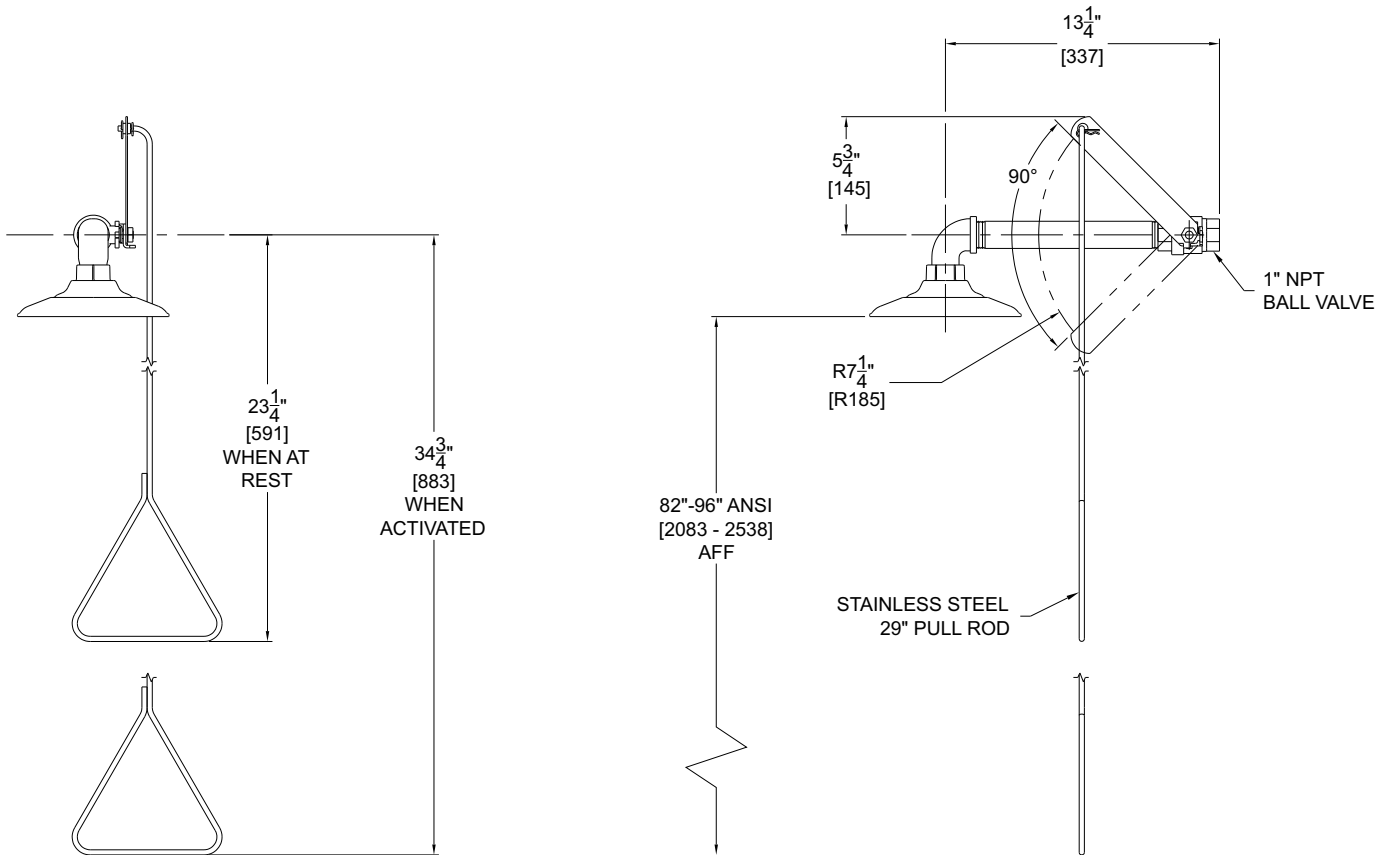 13 1/4"
[337]
5 3/4"
[145]
90°
1" NPT
BALL VALVE
R7 1/4"
[R185]
23 1/4"
[591]
WHEN AT
REST
34 3/4"
[883]
WHEN
ACTIVATED
82"-96" ANSI
[2083 - 2538]
AFF
STAINLESS STEEL
29" PULL ROD